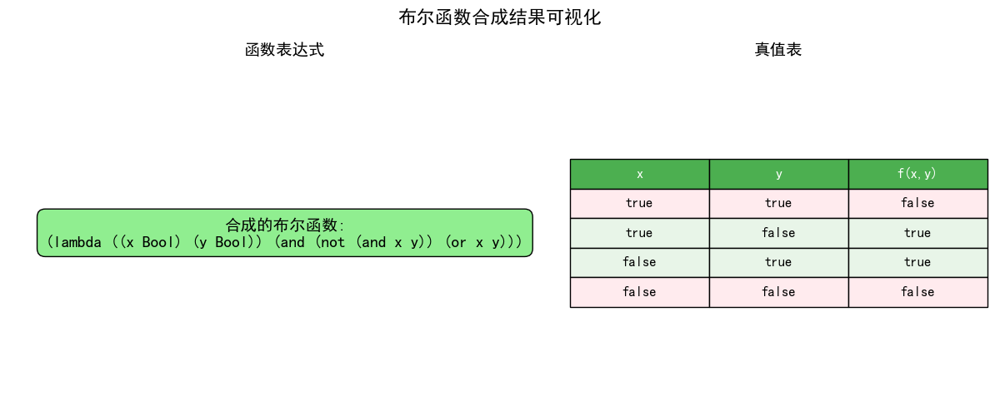 布尔函数合成结果可视化
函数表达式
合成的布尔函数:
(lambda ((x Bool) (y Bool)) (and (not (and x y)) (or x y)))
真值表
x y f(x,y)
true true false
true false true
false true true
false false false